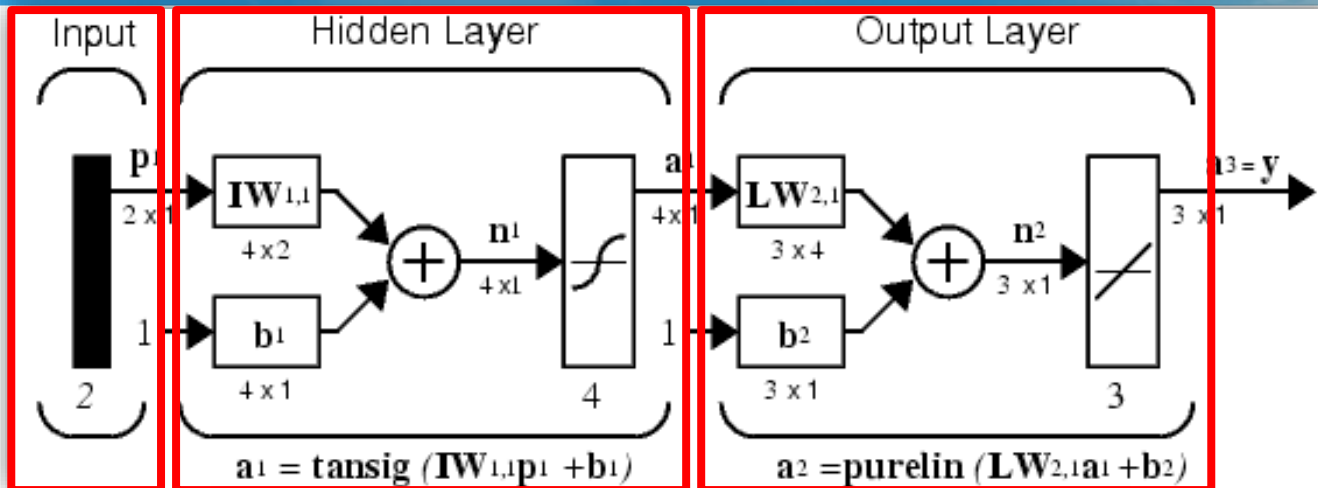 Input
Hidden Layer
Output Layer
p1
2 x 1
IW1,1
4 x 2
1
b1
4 x 1
2
n1
4 x1
4
a1
4x 1
LW2,1
3 x 4
1
b2
3 x 1
n2
3 x 1
3
a3 = y
3 x 1
a1 = tansig (IW1,1p1 +b1)
a2 =purelin (LW2,1a1 +b2)